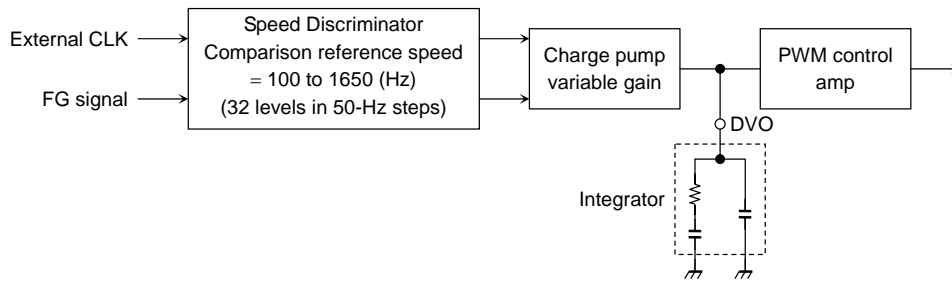 External CLK
FG signal
Speed Discriminator
Comparison reference speed
= 100 to 1650 (Hz)
(32 levels in 50-Hz steps)
Charge pump
variable gain
PWM control
amp
DVO
Integrator